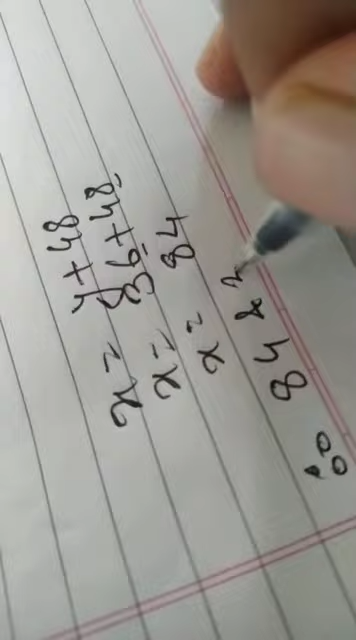 x = y + 48
x = 36 + 48
x = 84
∴ 84 &